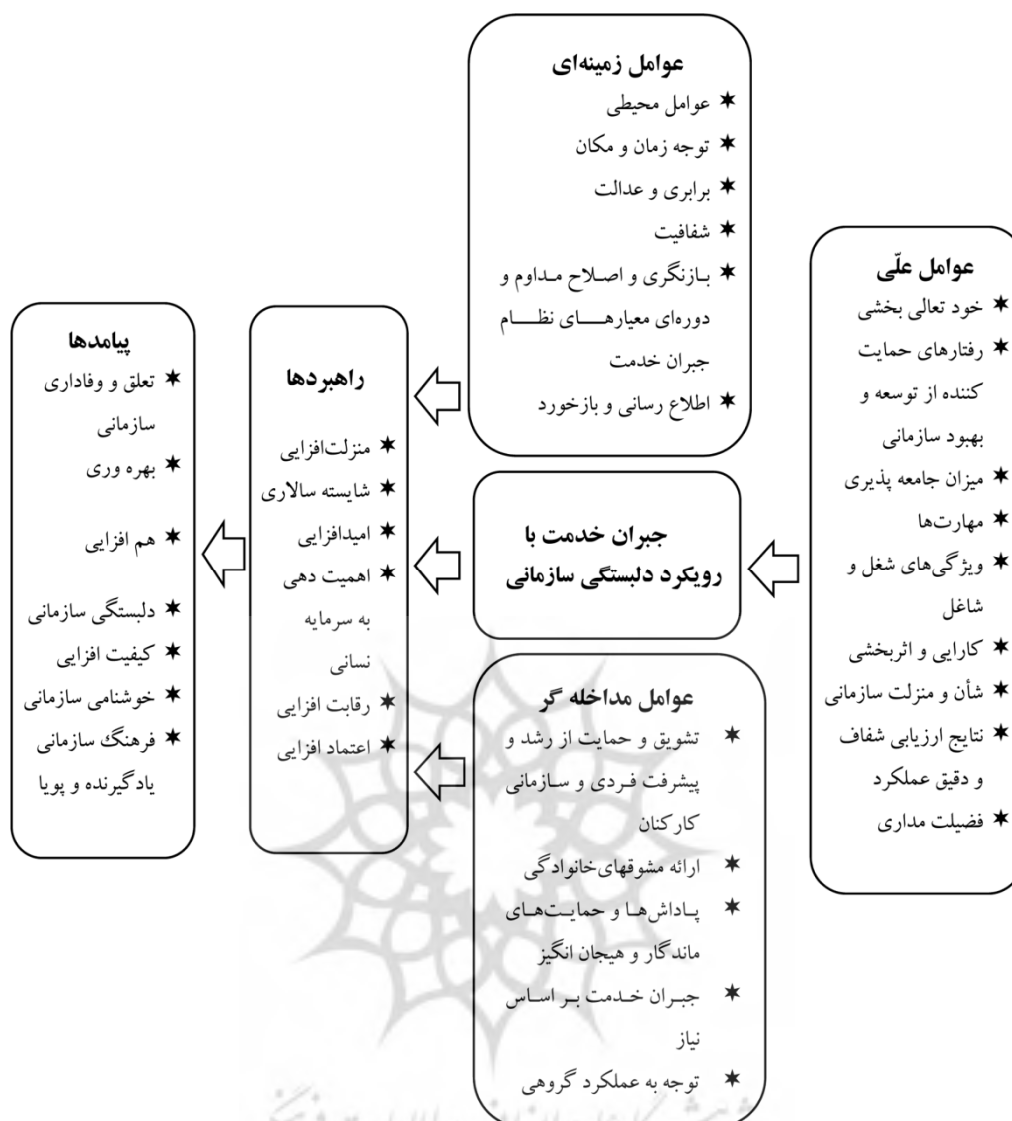 عوامل زمینه‌ای
✶ عوامل محیطی
✶ توجه زمان و مکان
✶ برابری و عدالت
✶ شفافیت
✶ بازنگری و اصلاح مداوم و
دوره‌ای معیارهای نظام
جبران خدمت
✶ اطلاع رسانی و بازخورد
عوامل علّی
✶ خود تعالی بخشی
✶ رفتارهای حمایت
کننده از توسعه و
بهبود سازمانی
✶ میزان جامعه پذیری
✶ مهارت‌ها
✶ ویژگی‌های شغل و
شاغل
✶ کارایی و اثربخشی
✶ شأن و منزلت سازمانی
✶ نتایج ارزیابی شفاف
و دقیق عملکرد
✶ فضیلت مداری
جبران خدمت با
رویکرد دلبستگی سازمانی
عوامل مداخله گر
✶ تشویق و حمایت از رشد و
پیشرفت فردی و سازمانی
کارکنان
✶ ارائه مشوقهای‌خانوادگی
✶ پاداش‌ها و حمایت‌های
ماندگار و هیجان انگیز
✶ جبران خدمت بر اساس
نیاز
✶ توجه به عملکرد گروهی
راهبردها
✶ منزلت‌افزایی
✶ شایسته سالاری
✶ امیدافزایی
✶ اهمیت دهی
به سرمایه
نسانی
✶ رقابت افزایی
✶ اعتماد افزایی
پیامدها
✶ تعلق و وفاداری
سازمانی
✶ بهره وری
✶ هم افزایی
✶ دلبستگی سازمانی
✶ کیفیت افزایی
✶ خوشنامی سازمانی
✶ فرهنگ سازمانی
یادگیرنده و پویا